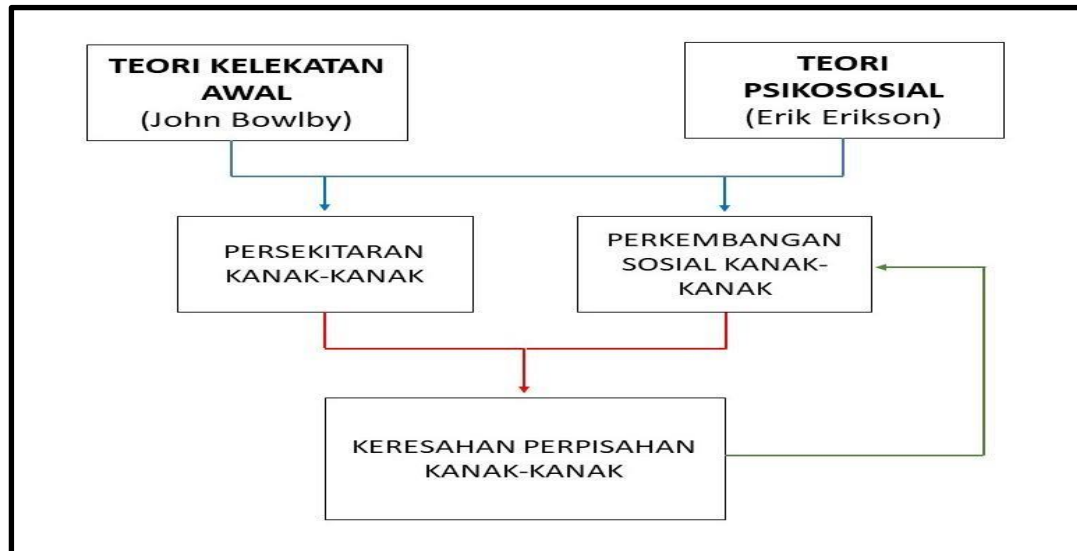 TEORI KELEKATAN
AWAL
(John Bowlby)
TEORI
PSIKOSOSIAL
(Erik Erikson)
PERSEKITARAN
KANAK-KANAK
PERKEMBANGAN
SOSIAL KANAK-
KANAK
KERESAHAN PERPISAHAN
KANAK-KANAK